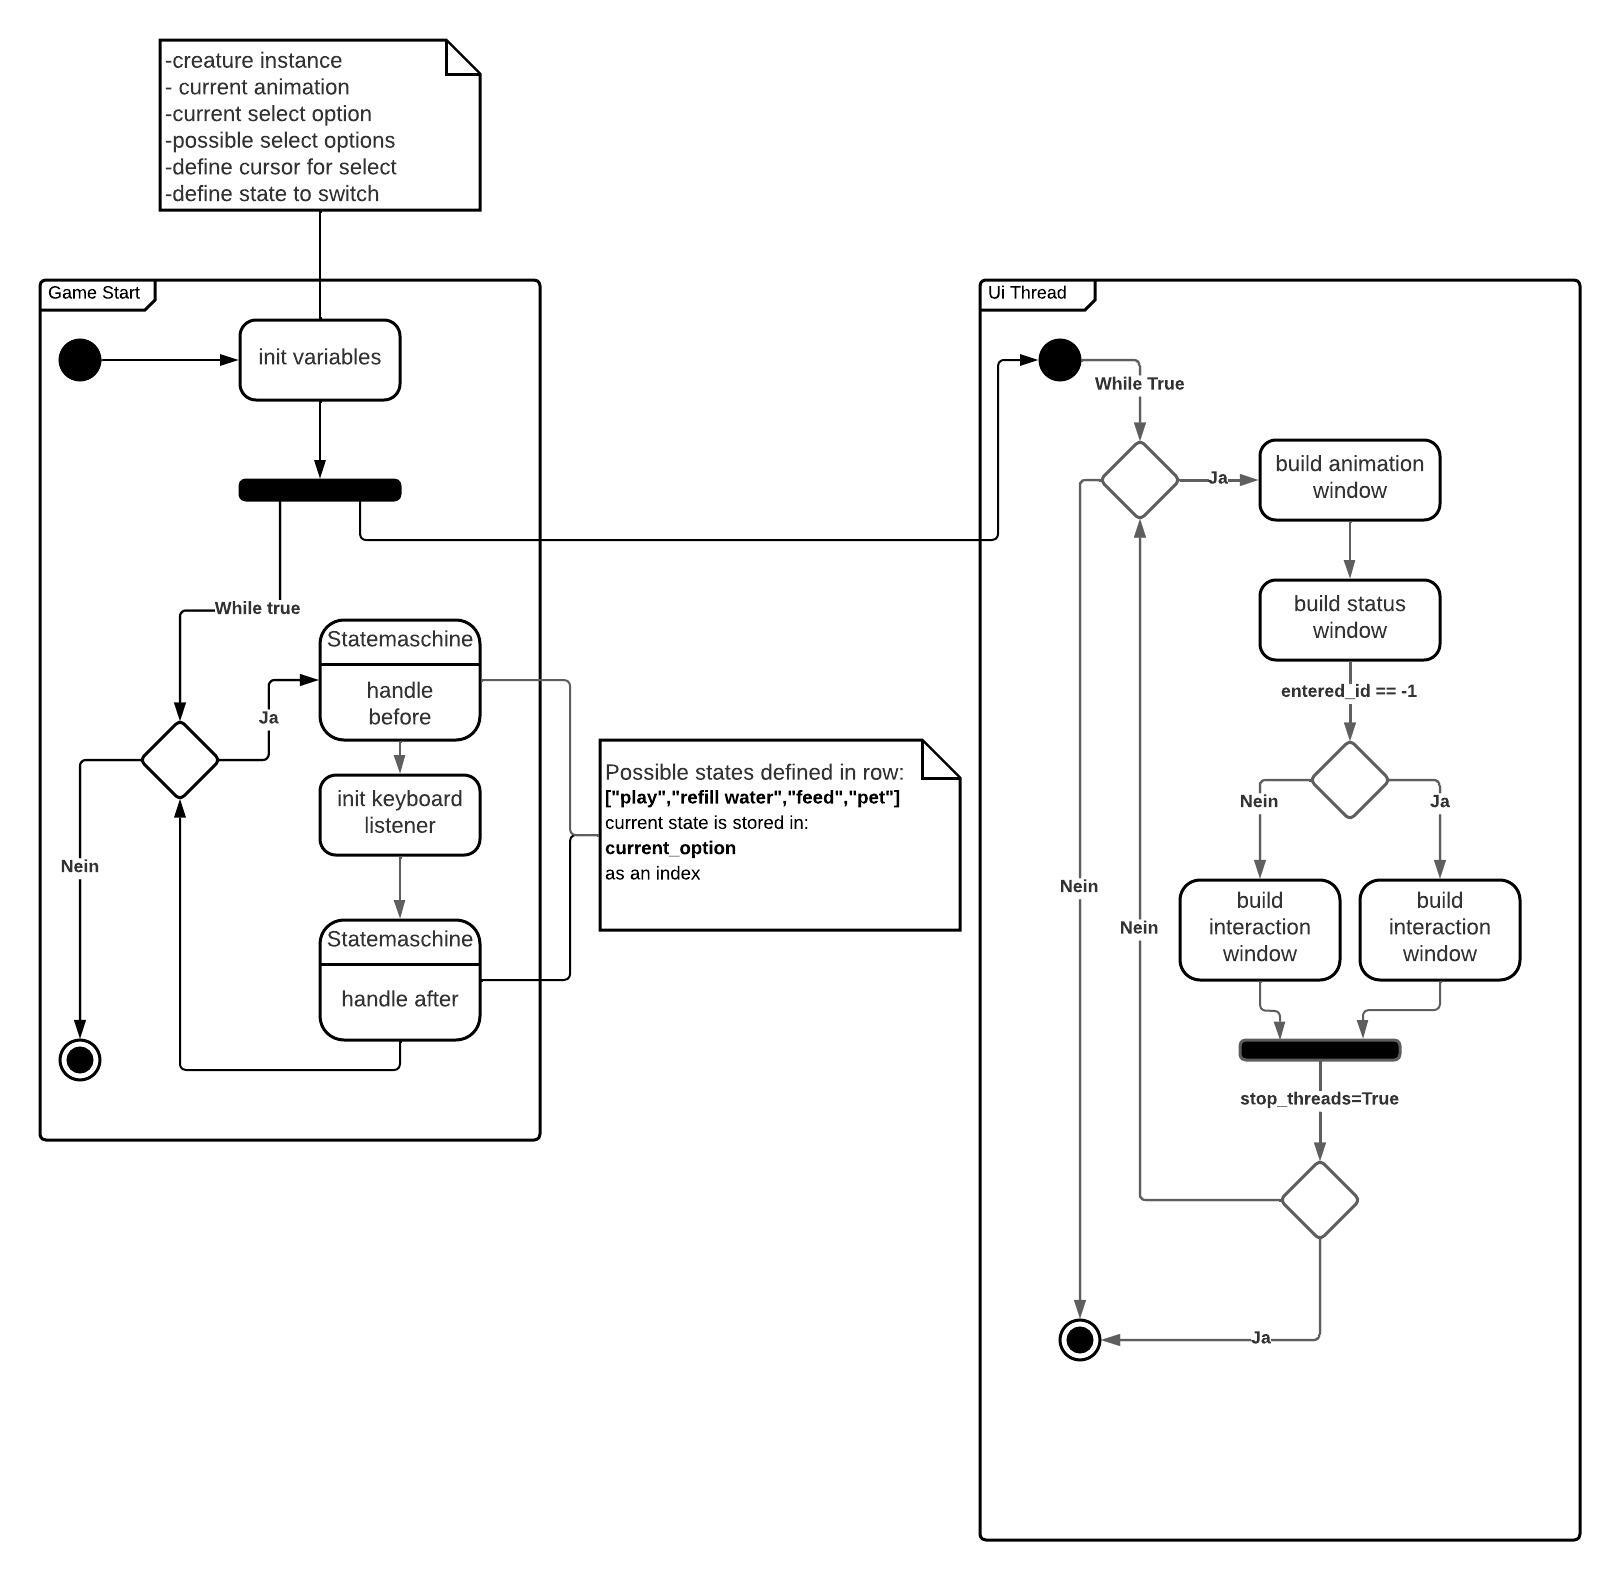 -creature instance
- current animation
-current select option
-possible select options
-define cursor for select
-define state to switch
Game Start
init variables
While true
Statemaschine
handle
before
Ja
init keyboard
listener
Nein
Statemaschine
handle after
Possible states defined in row:
["play","refill water","feed","pet"]
current state is stored in:
current_option
as an index
Ui Thread
While True
Ja
build animation
window
build status
window
entered_id == -1
Nein
Ja
Nein
Nein
build
interaction
window
build
interaction
window
stop_threads=True
Ja